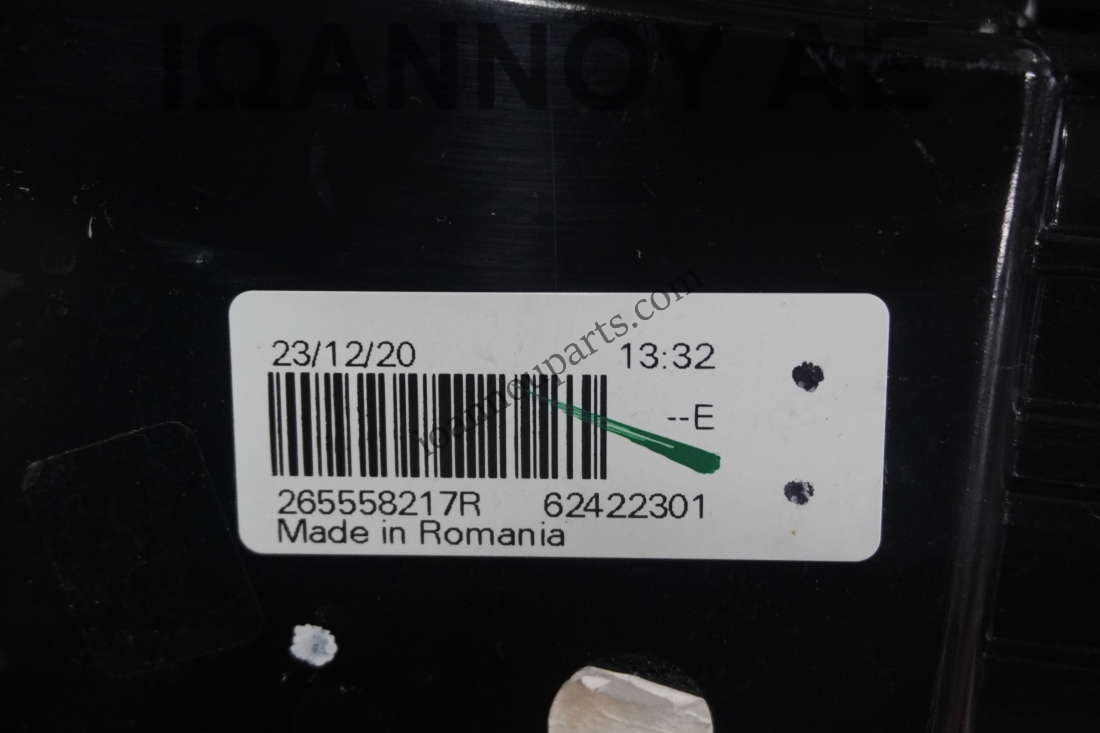 ΙΩΑΝΝΟΥ ΑΕ
ioannouparts.com
23/12/20 13:32
--E
265558217R 62422301
Made in Romania